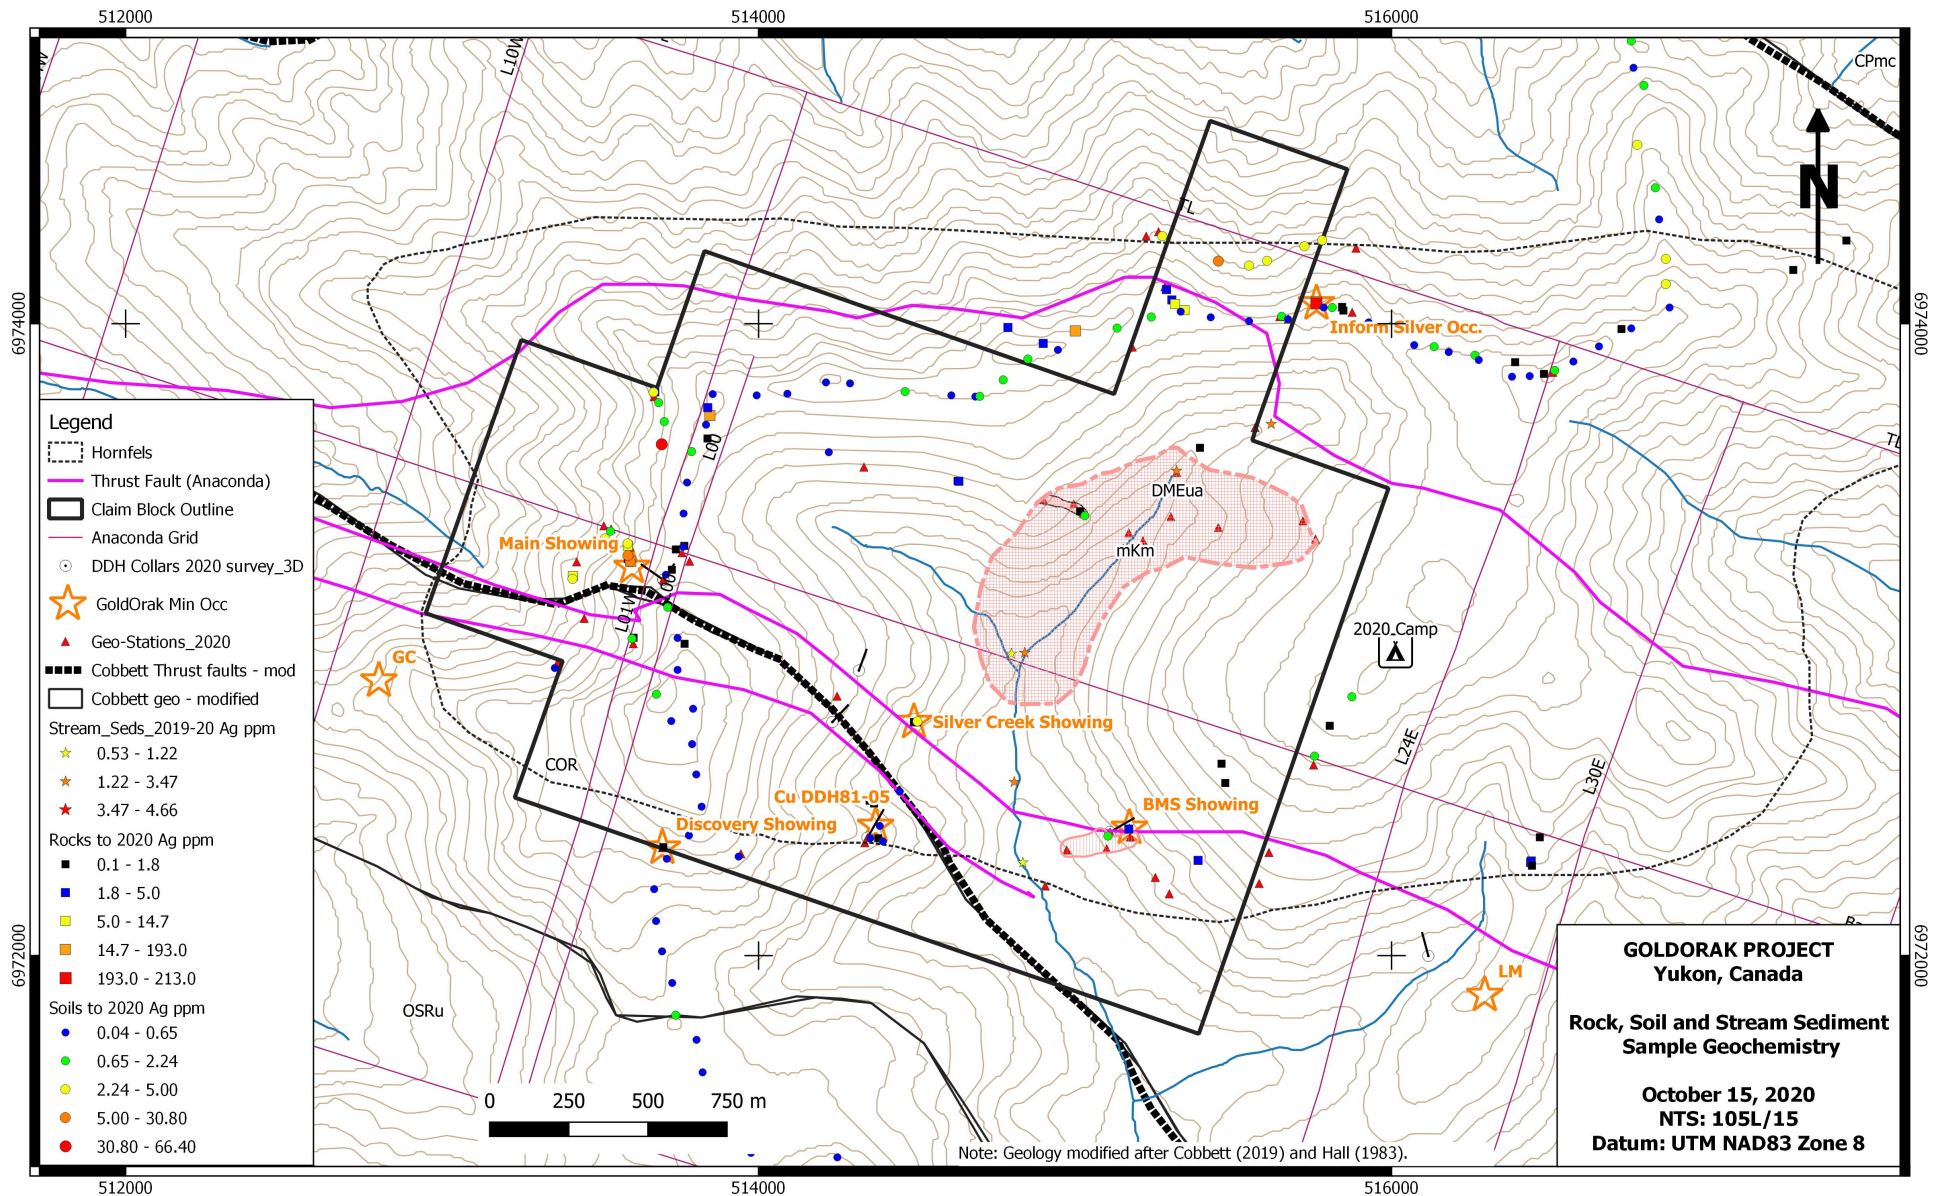 512000
514000
516000
L10W
CPmc
N
TL
6974000
6974000
Inform Silver Occ.
Legend
Hornfels
Thrust Fault (Anaconda)
Claim Block Outline
Anaconda Grid
DDH Collars 2020 survey_3D
GoldOrak Min Occ
Geo-Stations_2020
Cobbett Thrust faults - mod
Cobbett geo - modified
Stream_Seds_2019-20 Ag ppm
0.53 - 1.22
1.22 - 3.47
3.47 - 4.66
Rocks to 2020 Ag ppm
0.1 - 1.8
1.8 - 5.0
5.0 - 14.7
14.7 - 193.0
193.0 - 213.0
Soils to 2020 Ag ppm
0.04 - 0.65
0.65 - 2.24
2.24 - 5.00
5.00 - 30.80
30.80 - 66.40
L00
TL
DMEua
Main Showing
mKm
L01W
2020 Camp
GC
Silver Creek Showing
L24E
COR
L30E
Cu DDH81-05
BMS Showing
Discovery Showing
6972000
6972000
LM
OSRu
0 250 500 750 m
Note: Geology modified after Cobbett (2019) and Hall (1983).
GOLDORAK PROJECT
Yukon, Canada
Rock, Soil and Stream Sediment
Sample Geochemistry
October 15, 2020
NTS: 105L/15
Datum: UTM NAD83 Zone 8
512000
514000
516000